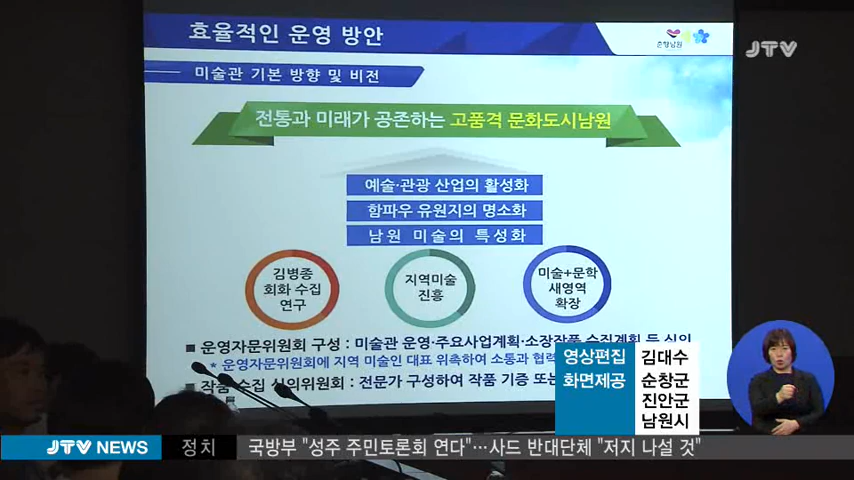 효율적인 운영 방안
춘향남원
JTV
미술관 기본 방향 및 비전
전통과 미래가 공존하는 고품격 문화도시남원
예술·관광 산업의 활성화
함파우 유원지의 명소화
남원 미술의 특성화
김병종
회화 수집
연구
지역미술
진흥
미술+문학
새영역
확장
■ 운영자문위원회 구성 : 미술관 운영·주요사업계획·소장작품 수집계획 등 심의
* 운영자문위원회에 지역 미술인 대표 위촉하여 소통과 협력
■ 작품 수집 심의위원회 : 전문가 구성하여 작품 기증 또는
영상편집 김대수
화면제공 순창군
진안군
남원시
JTV NEWS 정치 국방부 "성주 주민토론회 연다"…사드 반대단체 "저지 나설 것"